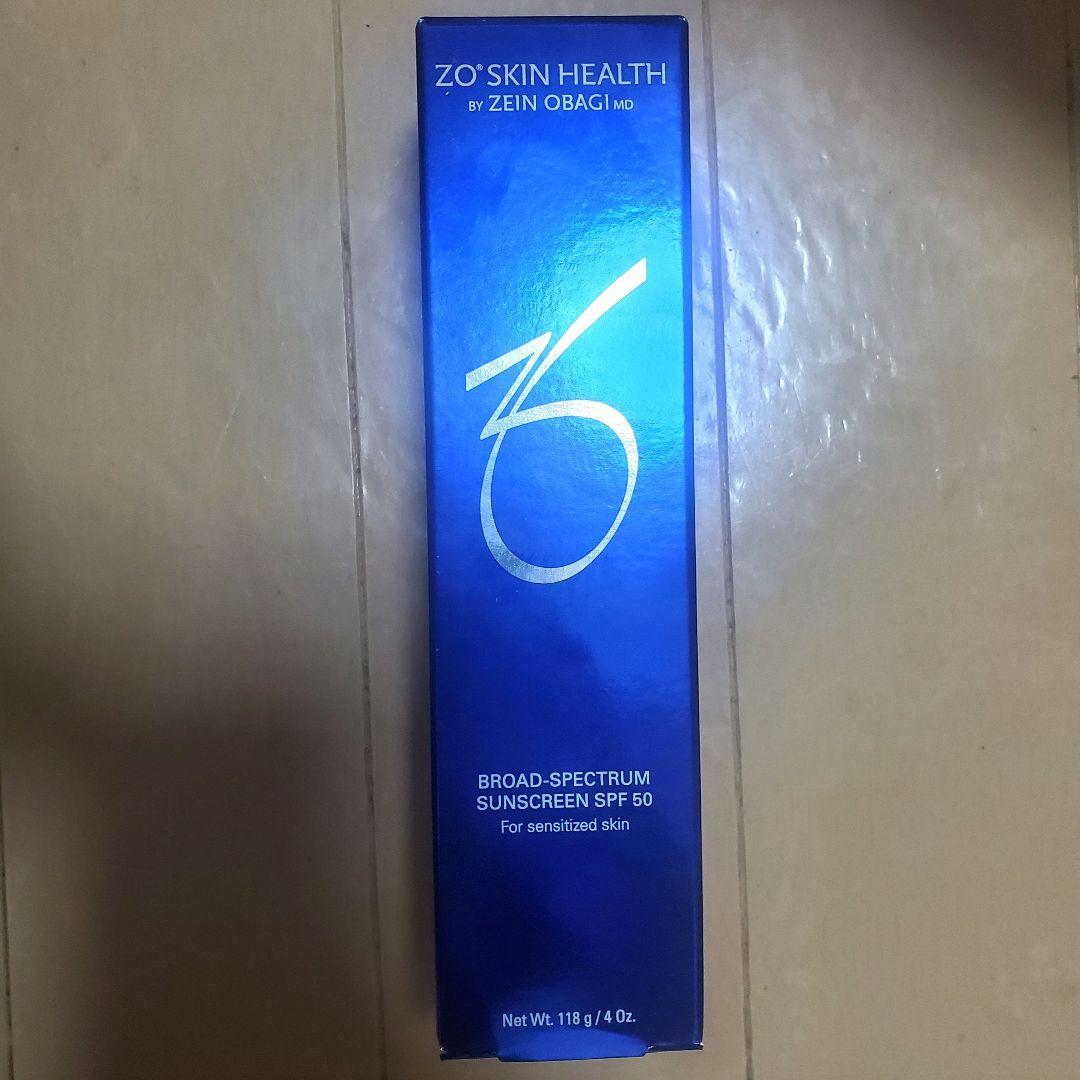 ZO® SKIN HEALTH
BY ZEIN OBAGI MD
ZO
BROAD-SPECTRUM
SUNSCREEN SPF 50
For sensitized skin
Net Wt. 118 g / 4 Oz.